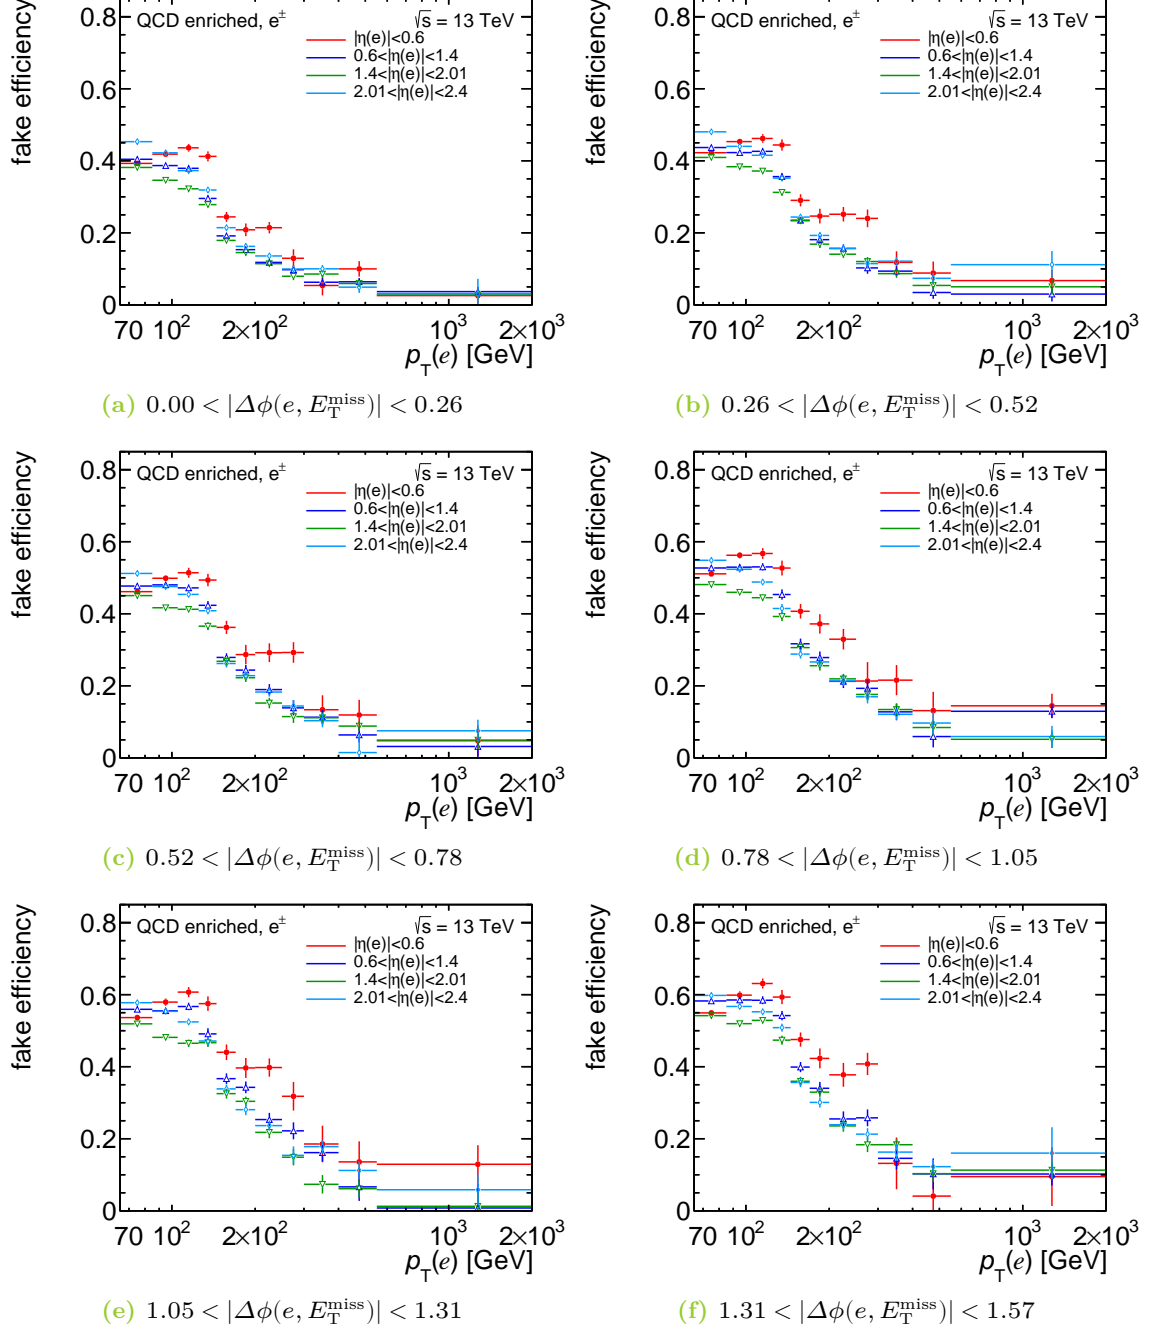 fake efficiency
QCD enriched, e±
√s = 13 TeV
|η(e)|<0.6
0.6<|η(e)|<1.4
1.4<|η(e)|<2.01
2.01<|η(e)|<2.4
0.8
0.6
0.4
0.2
0
70 10² 2×10² 10³ 2×10³
p_T(e) [GeV]
(a) 0.00 < |Δϕ(e, E_T^miss)| < 0.26
fake efficiency
QCD enriched, e±
√s = 13 TeV
|η(e)|<0.6
0.6<|η(e)|<1.4
1.4<|η(e)|<2.01
2.01<|η(e)|<2.4
0.8
0.6
0.4
0.2
0
70 10² 2×10² 10³ 2×10³
p_T(e) [GeV]
(b) 0.26 < |Δϕ(e, E_T^miss)| < 0.52
fake efficiency
QCD enriched, e±
√s = 13 TeV
|η(e)|<0.6
0.6<|η(e)|<1.4
1.4<|η(e)|<2.01
2.01<|η(e)|<2.4
0.8
0.6
0.4
0.2
0
70 10² 2×10² 10³ 2×10³
p_T(e) [GeV]
(c) 0.52 < |Δϕ(e, E_T^miss)| < 0.78
fake efficiency
QCD enriched, e±
√s = 13 TeV
|η(e)|<0.6
0.6<|η(e)|<1.4
1.4<|η(e)|<2.01
2.01<|η(e)|<2.4
0.8
0.6
0.4
0.2
0
70 10² 2×10² 10³ 2×10³
p_T(e) [GeV]
(d) 0.78 < |Δϕ(e, E_T^miss)| < 1.05
fake efficiency
QCD enriched, e±
√s = 13 TeV
|η(e)|<0.6
0.6<|η(e)|<1.4
1.4<|η(e)|<2.01
2.01<|η(e)|<2.4
0.8
0.6
0.4
0.2
0
70 10² 2×10² 10³ 2×10³
p_T(e) [GeV]
(e) 1.05 < |Δϕ(e, E_T^miss)| < 1.31
fake efficiency
QCD enriched, e±
√s = 13 TeV
|η(e)|<0.6
0.6<|η(e)|<1.4
1.4<|η(e)|<2.01
2.01<|η(e)|<2.4
0.8
0.6
0.4
0.2
0
70 10² 2×10² 10³ 2×10³
p_T(e) [GeV]
(f) 1.31 < |Δϕ(e, E_T^miss)| < 1.57